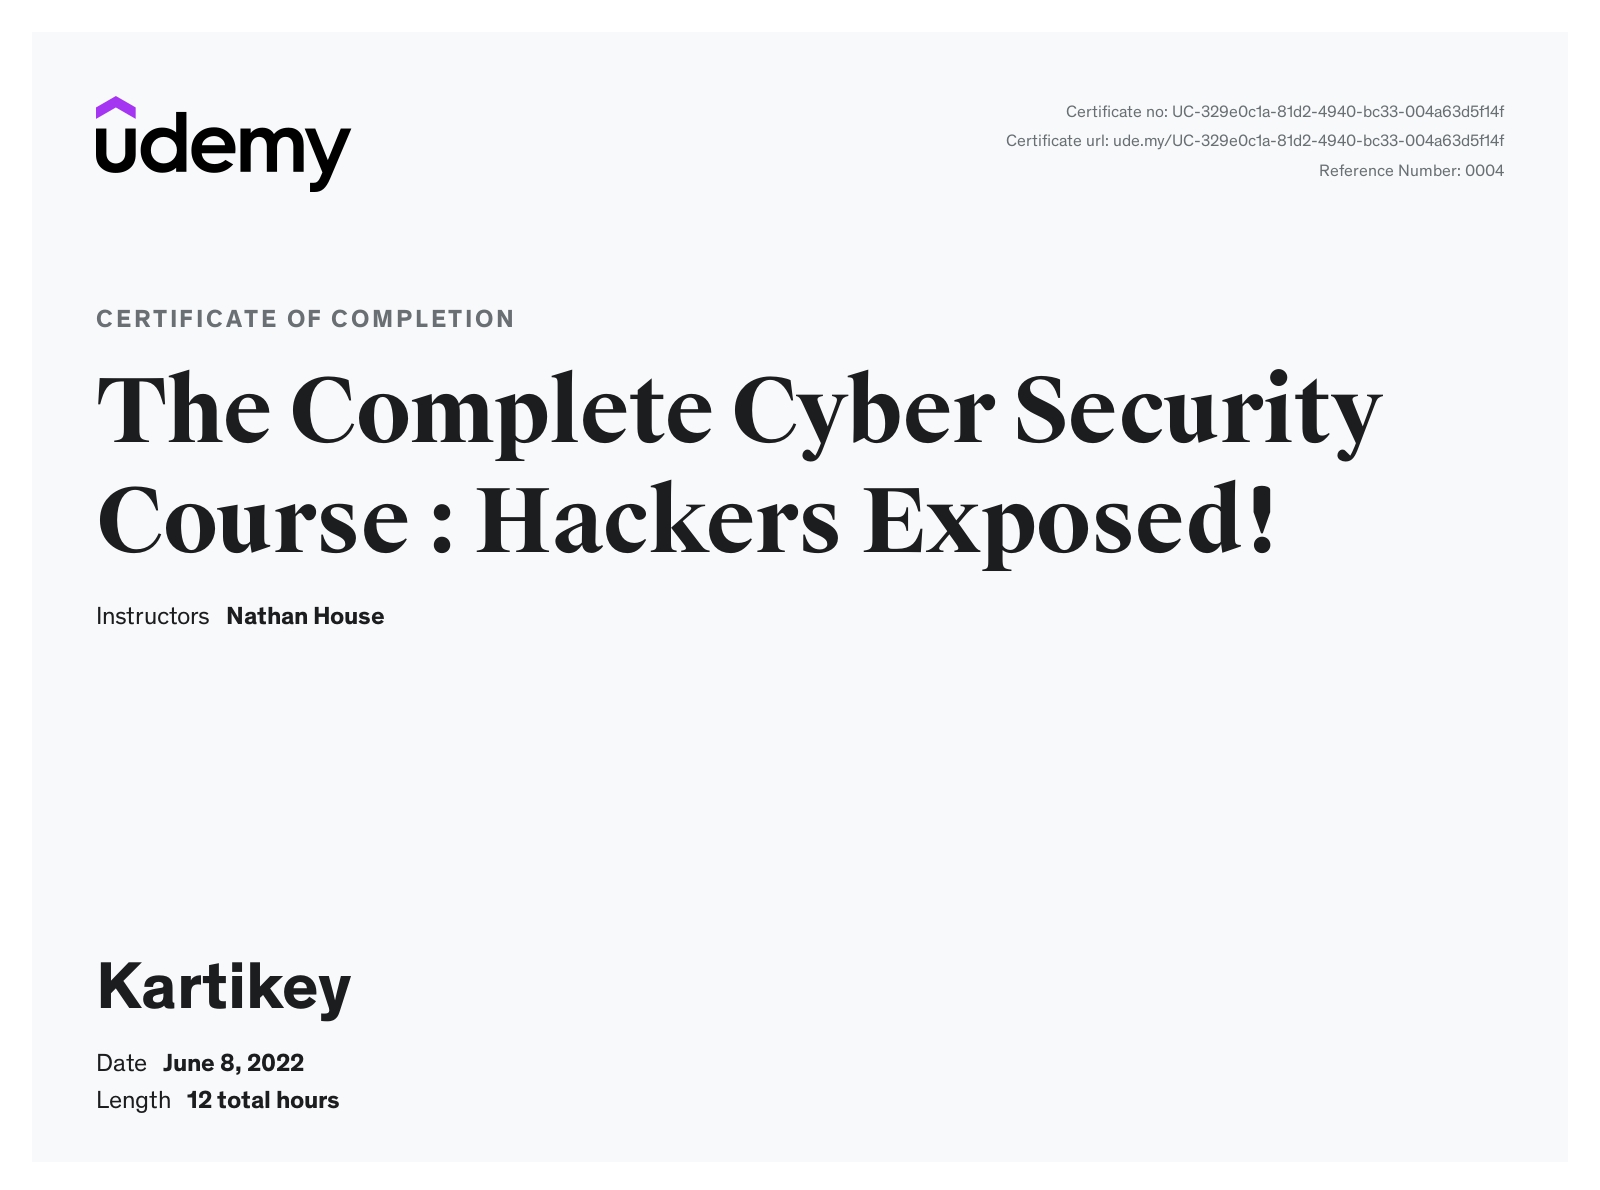 udemy
Certificate no: UC-329e0c1a-81d2-4940-bc33-004a63d5f14f
Certificate url: ude.my/UC-329e0c1a-81d2-4940-bc33-004a63d5f14f
Reference Number: 0004
CERTIFICATE OF COMPLETION
The Complete Cyber Security
Course : Hackers Exposed!
Instructors Nathan House
Kartikey
Date June 8, 2022
Length 12 total hours